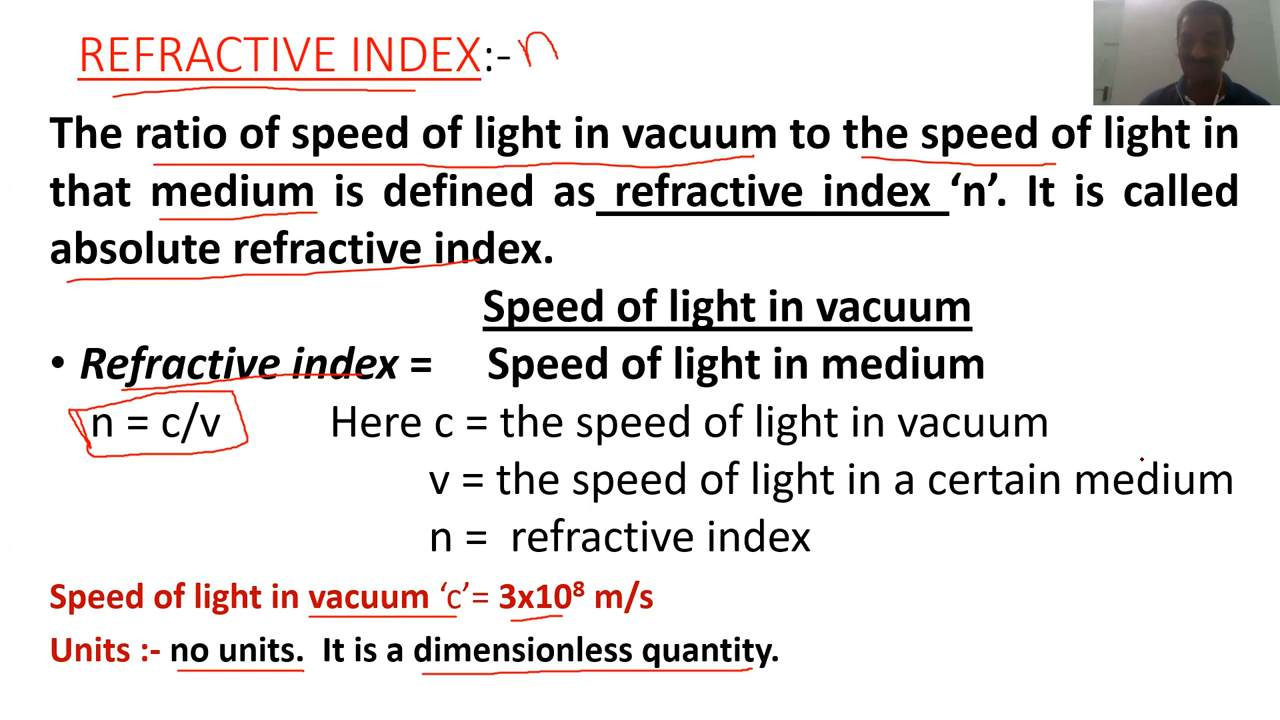 REFRACTIVE INDEX:- n
The ratio of speed of light in vacuum to the speed of light in
that medium is defined as refractive index ‘n’. It is called
absolute refractive index.
Speed of light in vacuum
• Refractive index = Speed of light in medium
n = c/v Here c = the speed of light in vacuum
v = the speed of light in a certain medium
n = refractive index
Speed of light in vacuum ‘c’= 3x10⁸ m/s
Units :- no units. It is a dimensionless quantity.